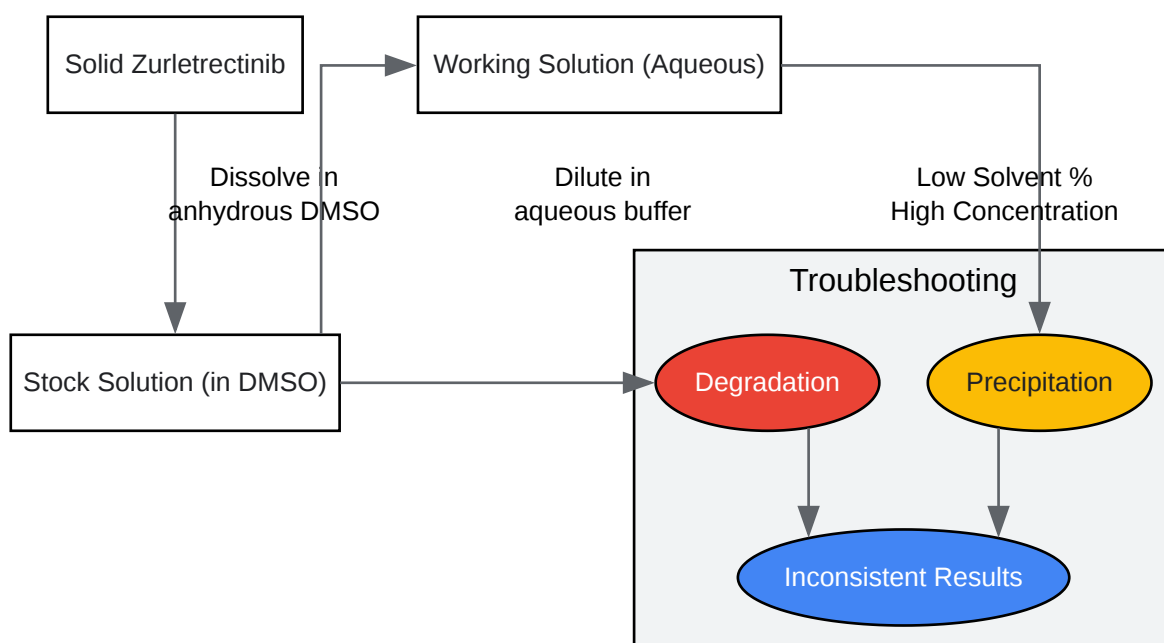 Solid Zurletrectinib
Working Solution (Aqueous)
Dissolve in
anhydrous DMSO
Dilute in
aqueous buffer
Low Solvent %
High Concentration
Troubleshooting
Stock Solution (in DMSO)
Degradation
Precipitation
Inconsistent Results